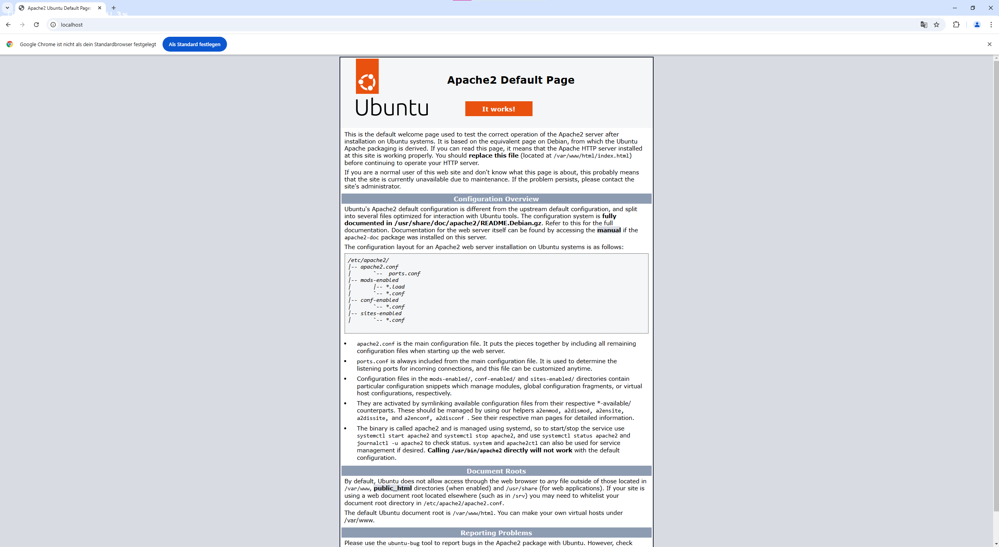 Apache2 Ubuntu Default Page:
localhost
Google Chrome ist nicht als dein Standardbrowser festgelegt Als Standard festlegen
Apache2 Default Page
Ubuntu
It works!
This is the default welcome page used to test the correct operation of the Apache2 server after
installation on Ubuntu systems. It is based on the equivalent page on Debian, from which the Ubuntu
Apache packaging is derived. If you can read this page, it means that the Apache HTTP server installed
at this site is working properly. You should replace this file (located at /var/www/html/index.html)
before continuing to operate your HTTP server.
If you are a normal user of this web site and don't know what this page is about, this probably means
that the site is currently unavailable due to maintenance. If the problem persists, please contact the
site's administrator.
Configuration Overview
Ubuntu's Apache2 default configuration is different from the upstream default configuration, and split
into several files optimized for interaction with Ubuntu tools. The configuration system is fully
documented in /usr/share/doc/apache2/README.Debian.gz. Refer to this for the full
documentation. Documentation for the web server itself can be found by accessing the manual if the
apache2-doc package was installed on this server.
The configuration layout for an Apache2 web server installation on Ubuntu systems is as follows:
/etc/apache2/
|-- apache2.conf
|       `--  ports.conf
|-- mods-enabled
|       |-- *.load
|       `-- *.conf
|-- conf-enabled
|       `-- *.conf
|-- sites-enabled
|       `-- *.conf
• apache2.conf is the main configuration file. It puts the pieces together by including all remaining
configuration files when starting up the web server.
• ports.conf is always included from the main configuration file. It is used to determine the
listening ports for incoming connections, and this file can be customized anytime.
• Configuration files in the mods-enabled/, conf-enabled/ and sites-enabled/ directories contain
particular configuration snippets which manage modules, global configuration fragments, or virtual
host configurations, respectively.
• They are activated by symlinking available configuration files from their respective *-available/
counterparts. These should be managed by using our helpers a2enmod, a2dismod, a2ensite,
a2dissite, and a2enconf, a2disconf . See their respective man pages for detailed information.
• The binary is called apache2 and is managed using systemd, so to start/stop the service use
systemctl start apache2 and systemctl stop apache2, and use systemctl status apache2 and
journalctl -u apache2 to check status. system and apache2ctl can also be used for service
management if desired. Calling /usr/bin/apache2 directly will not work with the default
configuration.
Document Roots
By default, Ubuntu does not allow access through the web browser to any file outside of those located in
/var/www, public_html directories (when enabled) and /usr/share (for web applications). If your site is
using a web document root located elsewhere (such as in /srv) you may need to whitelist your
document root directory in /etc/apache2/apache2.conf.
The default Ubuntu document root is /var/www/html. You can make your own virtual hosts under
/var/www.
Reporting Problems
Please use the ubuntu-bug tool to report bugs in the Apache2 package with Ubuntu. However, check